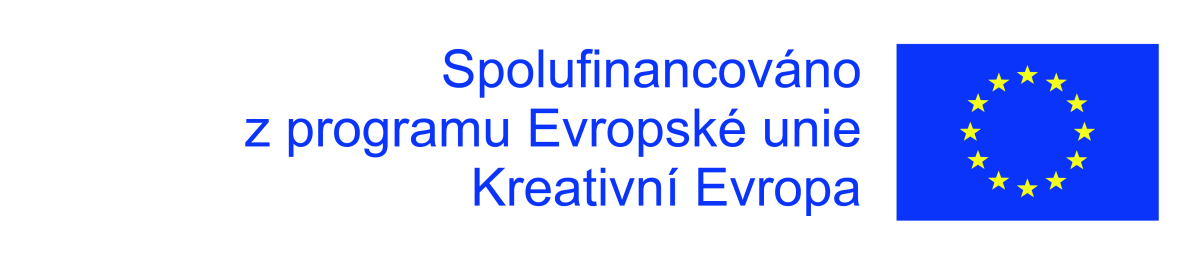 Spolufinancováno
z programu Evropské unie
Kreativní Evropa